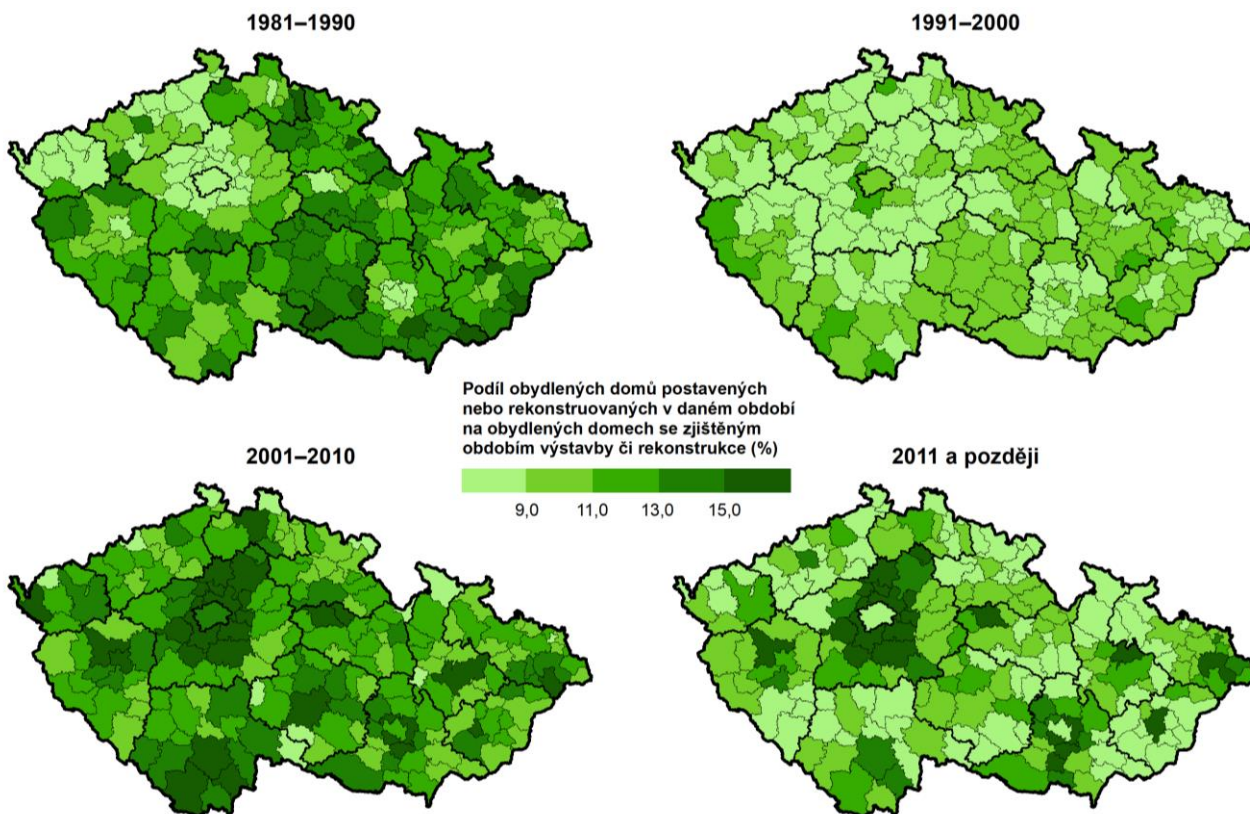 1981–1990
1991–2000
Podíl obydlených domů postavených
nebo rekonstruovaných v daném období
na obydlených domech se zjištěným
obdobím výstavby či rekonstrukce (%)
9,0 11,0 13,0 15,0
2001–2010
2011 a později